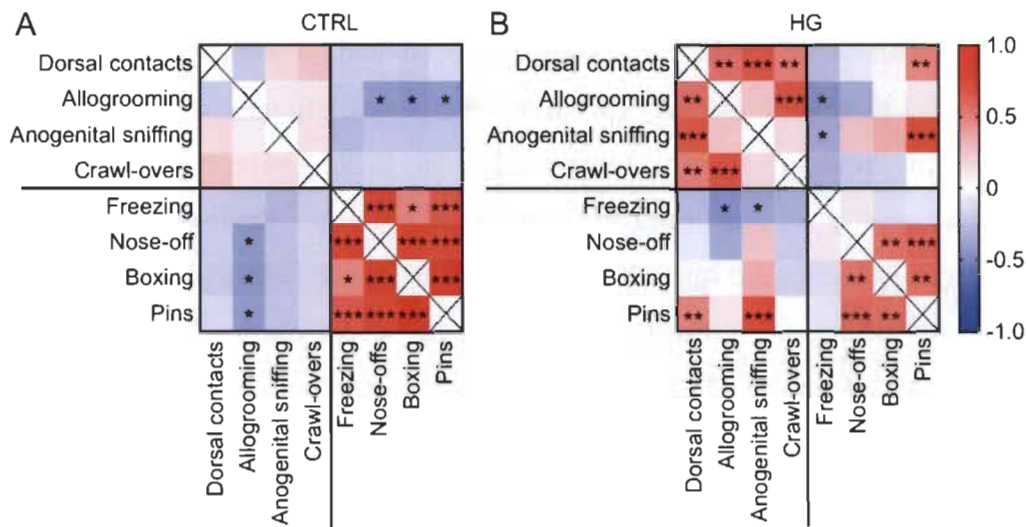 A CTRL
B HG
Dorsal contacts
Allogrooming
Anogenital sniffing
Crawl-overs
Freezing
Nose-off
Boxing
Pins
* * *
*** * ***
*** *** ***
* *** ***
*** *** ***
*
*
*
Dorsal contacts
Allogrooming
Anogenital sniffing
Crawl-overs
Freezing
Nose-offs
Boxing
Pins
Dorsal contacts
Allogrooming
Anogenital sniffing
Crawl-overs
Freezing
Nose-off
Boxing
Pins
** *** ** **
** *** *
*** * ***
** ***
* *
** ***
** **
** *** *** **
Dorsal contacts
Allogrooming
Anogenital sniffing
Crawl-overs
Freezing
Nose-offs
Boxing
Pins
1.0
0.5
0
-0.5
-1.0